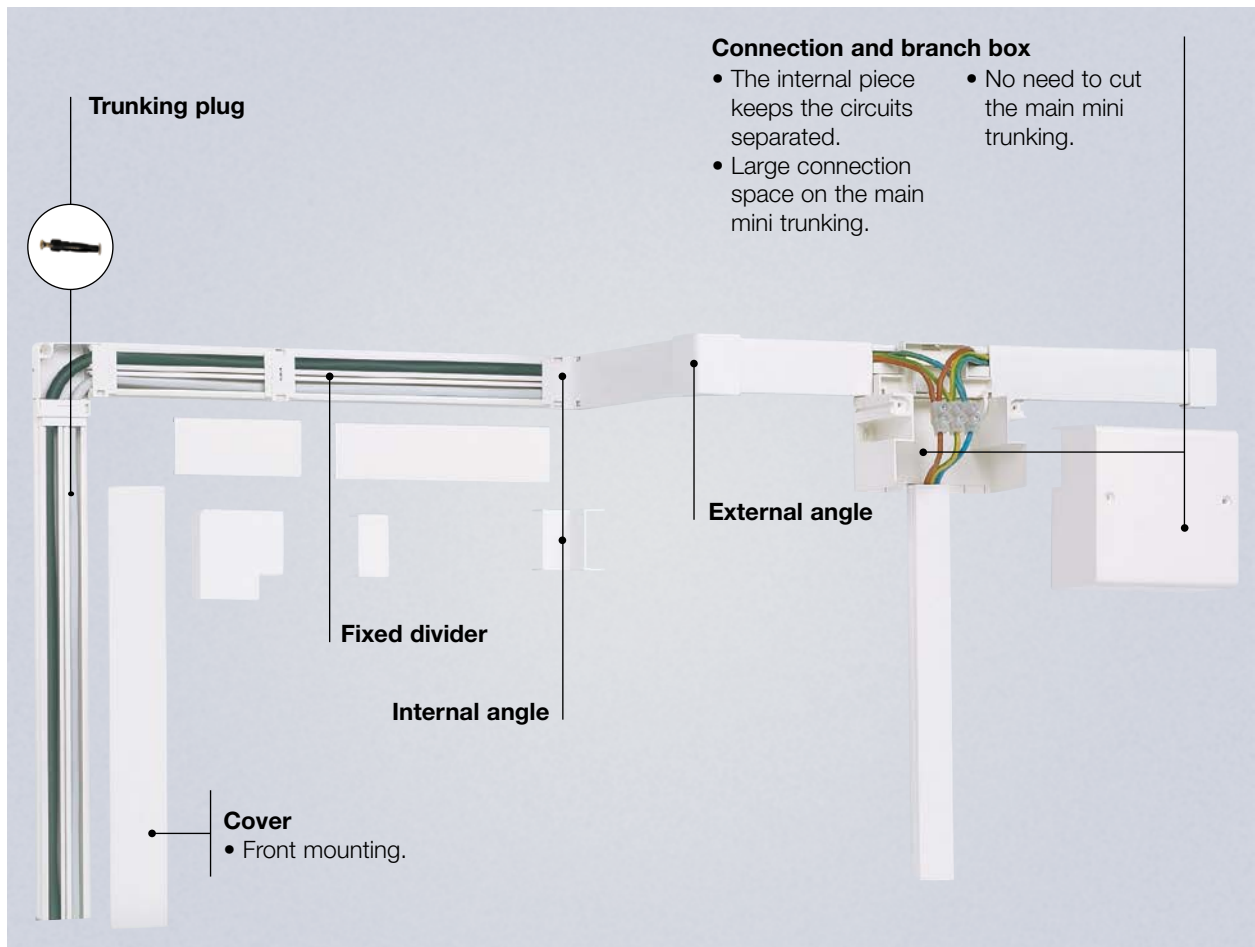 Trunking plug
Connection and branch box
• The internal piece
keeps the circuits
separated.
• Large connection
space on the main
mini trunking.
• No need to cut
the main mini
trunking.
External angle
Fixed divider
Internal angle
Cover
• Front mounting.